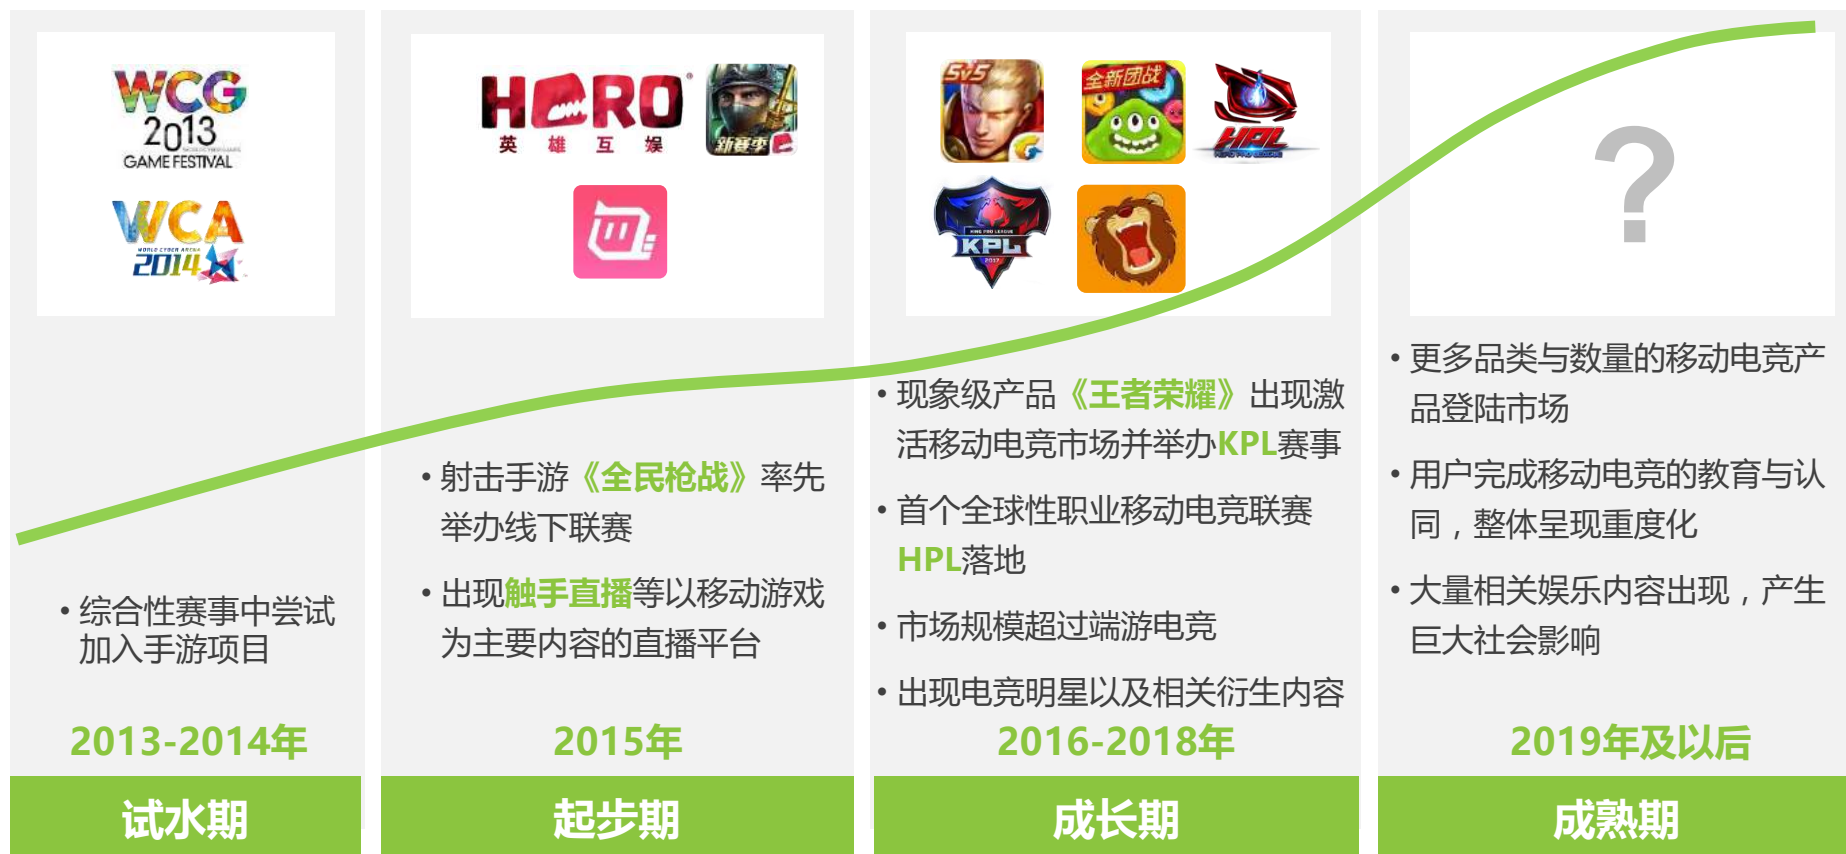 WCG
2013
GAME FESTIVAL
WCA
WORLD CYBER ARENA
2014
综合性赛事中尝试
加入手游项目
2013-2014年
试水期
HERO
英雄互娱
新赛季
射击手游《全民枪战》率先
举办线下联赛
出现触手直播等以移动游戏
为主要内容的直播平台
2015年
起步期
5v5
全新团战
HPL
HERO PRO LEAGUE
KING PRO LEAGUE
KPL
2017
现象级产品《王者荣耀》出现激
活移动电竞市场并举办KPL赛事
首个全球性职业移动电竞联赛
HPL落地
市场规模超过端游电竞
出现电竞明星以及相关衍生内容
2016-2018年
成长期
?
更多品类与数量的移动电竞产
品登陆市场
用户完成移动电竞的教育与认
同，整体呈现重度化
大量相关娱乐内容出现，产生
巨大社会影响
2019年及以后
成熟期